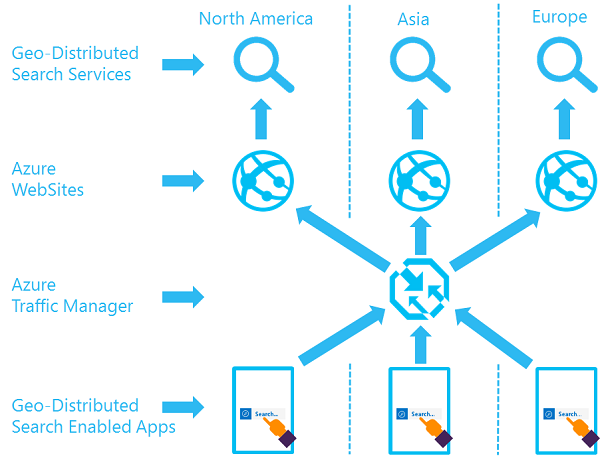 North America
Asia
Europe
Geo-Distributed
Search Services
Azure
WebSites
Azure
Traffic Manager
Geo-Distributed
Search Enabled Apps
Search...
Search...
Search...